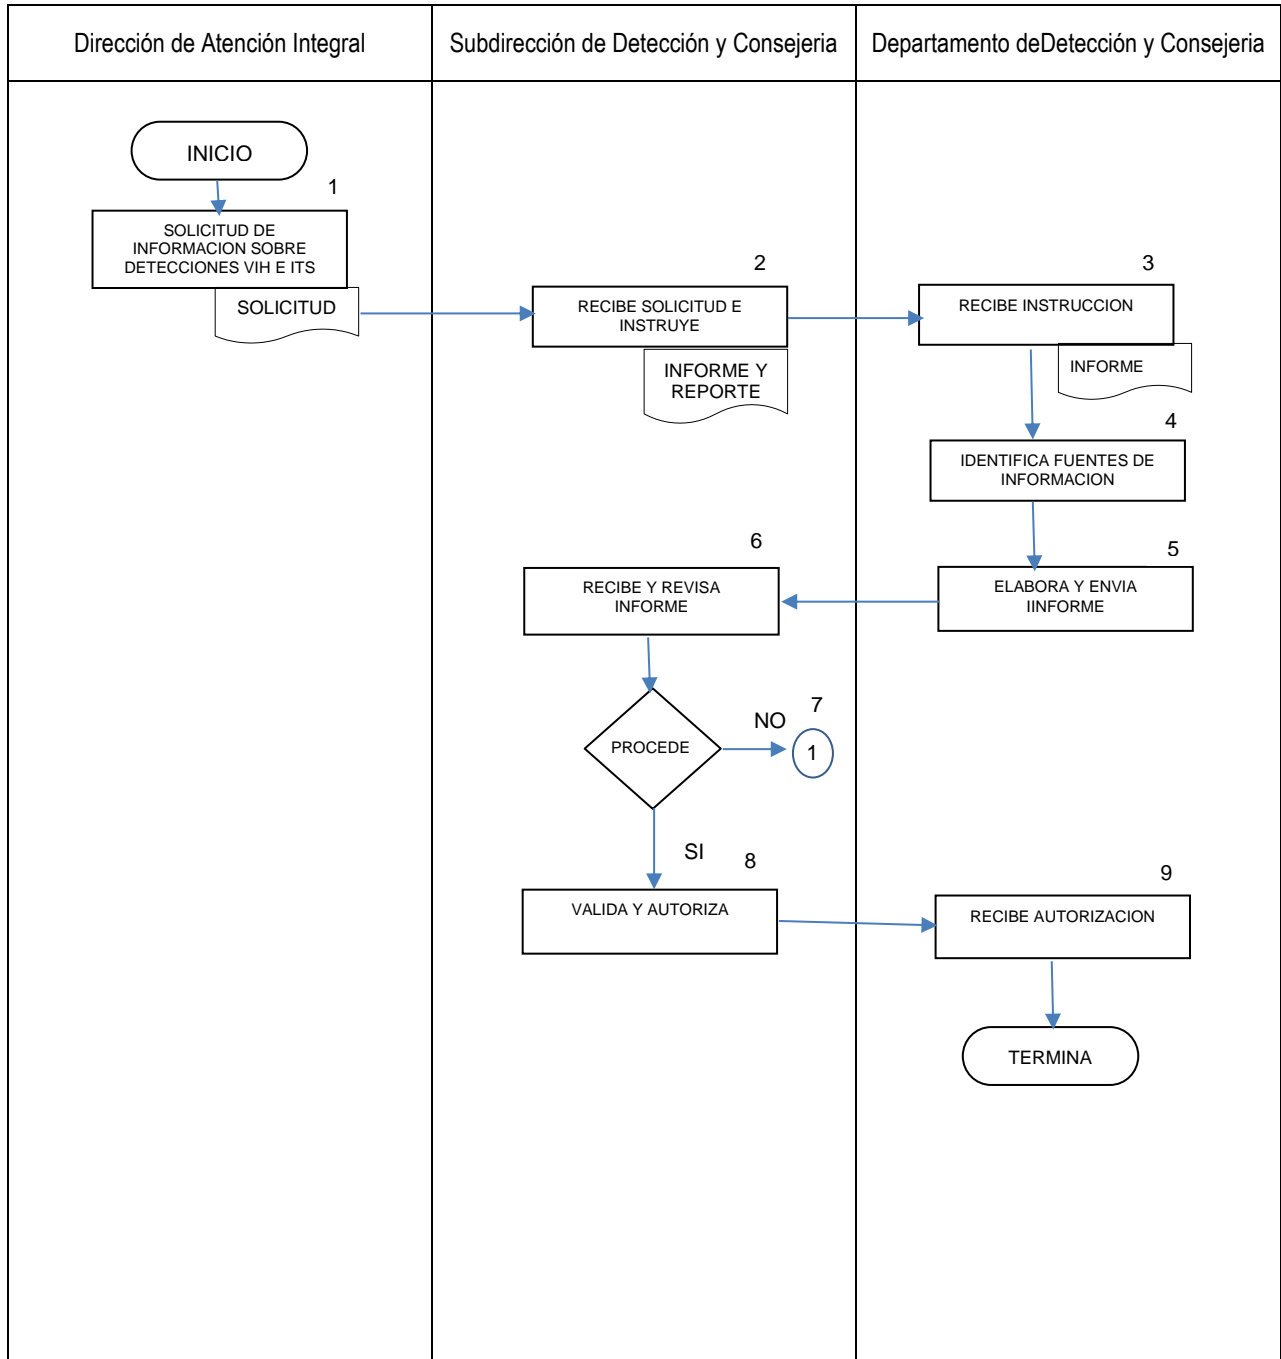 Dirección de Atención Integral
Subdirección de Detección y Consejeria
Departamento deDetección y Consejeria
INICIO
1
SOLICITUD DE
INFORMACION SOBRE
DETECCIONES VIH E ITS
SOLICITUD
2
RECIBE SOLICITUD E
INSTRUYE
INFORME Y
REPORTE
3
RECIBE INSTRUCCION
INFORME
4
IDENTIFICA FUENTES DE
INFORMACION
5
ELABORA Y ENVIA
IINFORME
6
RECIBE Y REVISA
INFORME
PROCEDE
NO
7
1
SI
8
VALIDA Y AUTORIZA
9
RECIBE AUTORIZACION
TERMINA